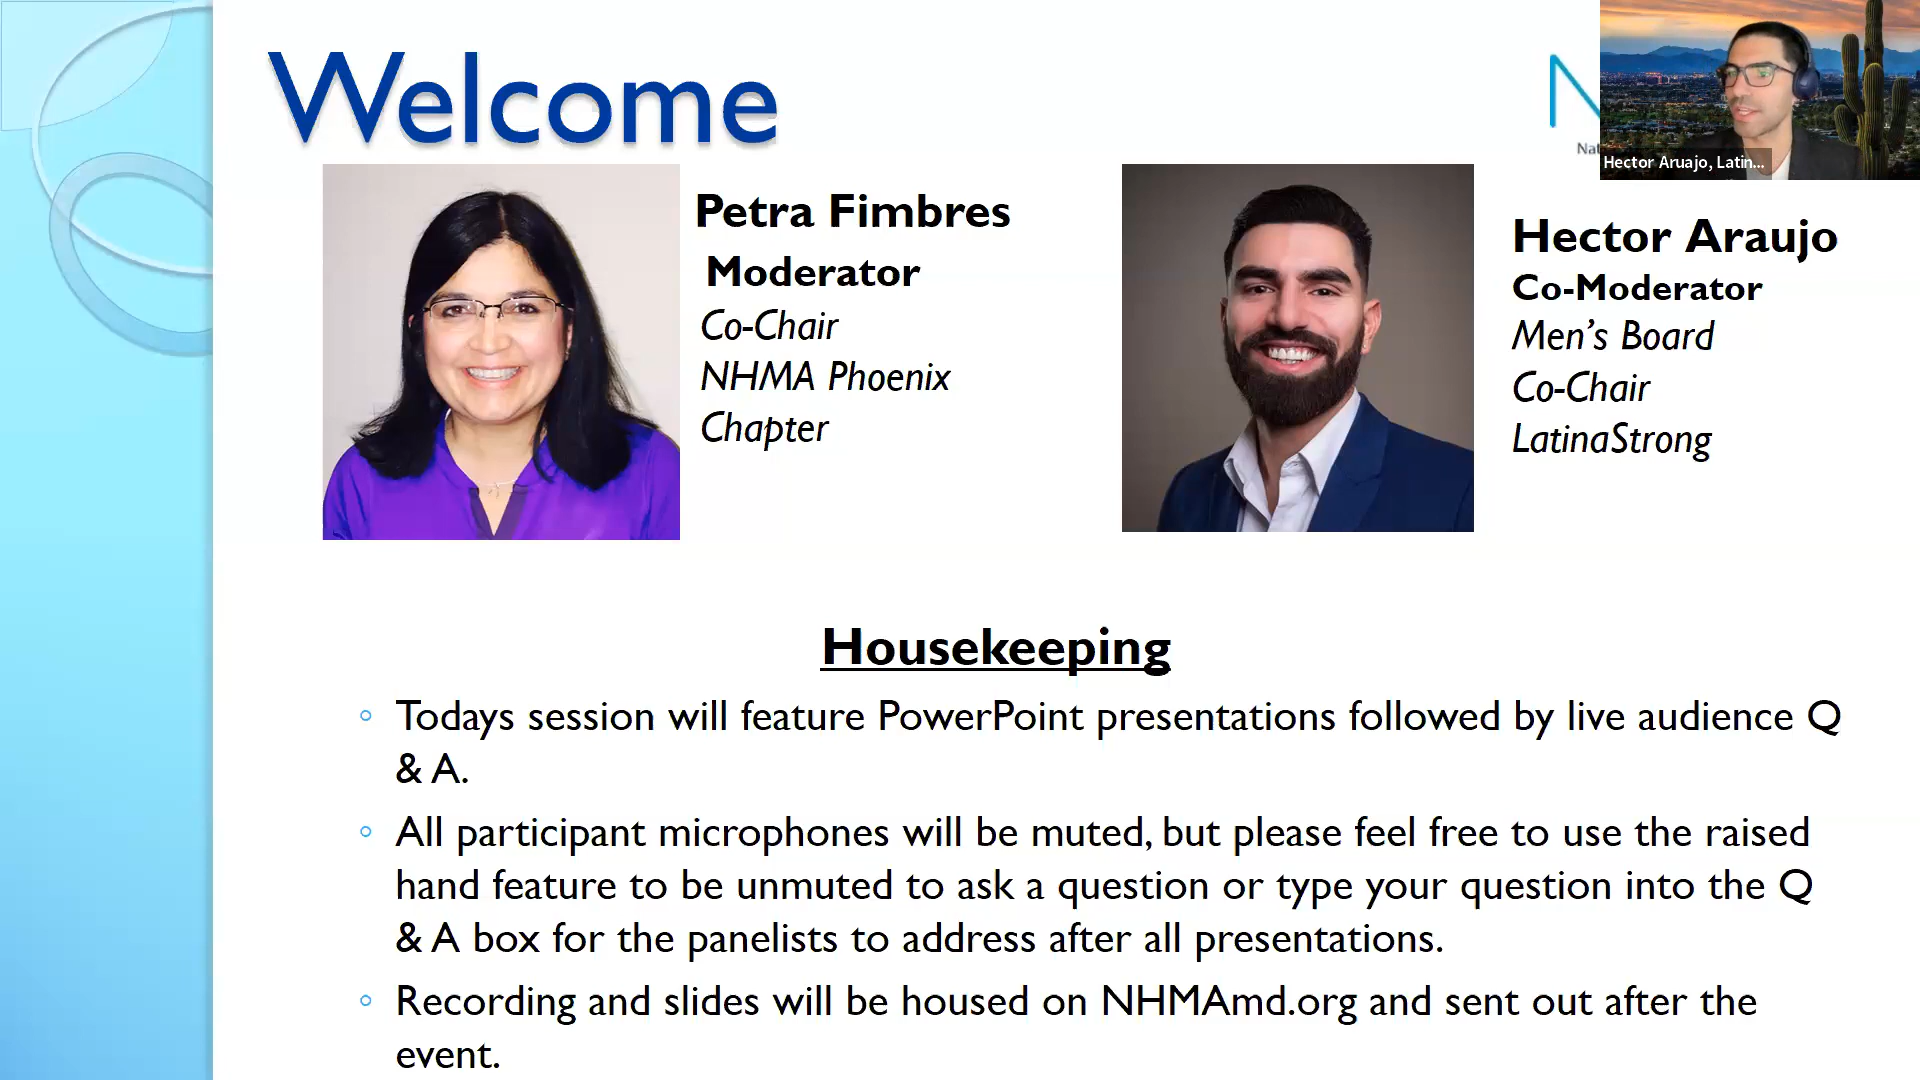 Welcome
N
Nat
Hector Aruajo, Latin...
Petra Fimbres
Moderator
Co-Chair
NHMA Phoenix
Chapter
Hector Araujo
Co-Moderator
Men’s Board
Co-Chair
LatinaStrong
Housekeeping
Todays session will feature PowerPoint presentations followed by live audience Q
& A.
All participant microphones will be muted, but please feel free to use the raised
hand feature to be unmuted to ask a question or type your question into the Q
& A box for the panelists to address after all presentations.
Recording and slides will be housed on NHMAmd.org and sent out after the
event.